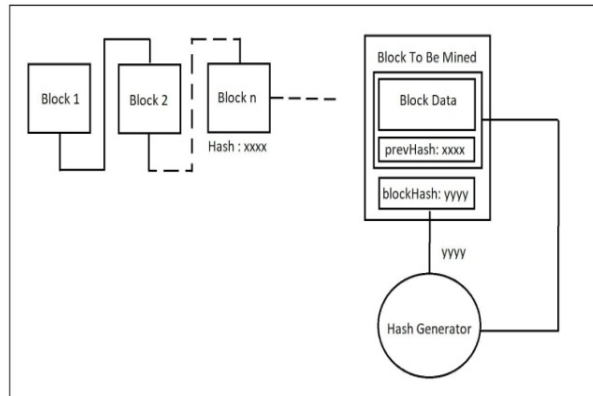 Block 1
Block 2
Block n
Hash : xxxx
Block To Be Mined
Block Data
prevHash: xxxx
blockHash: yyyy
yyyy
Hash Generator